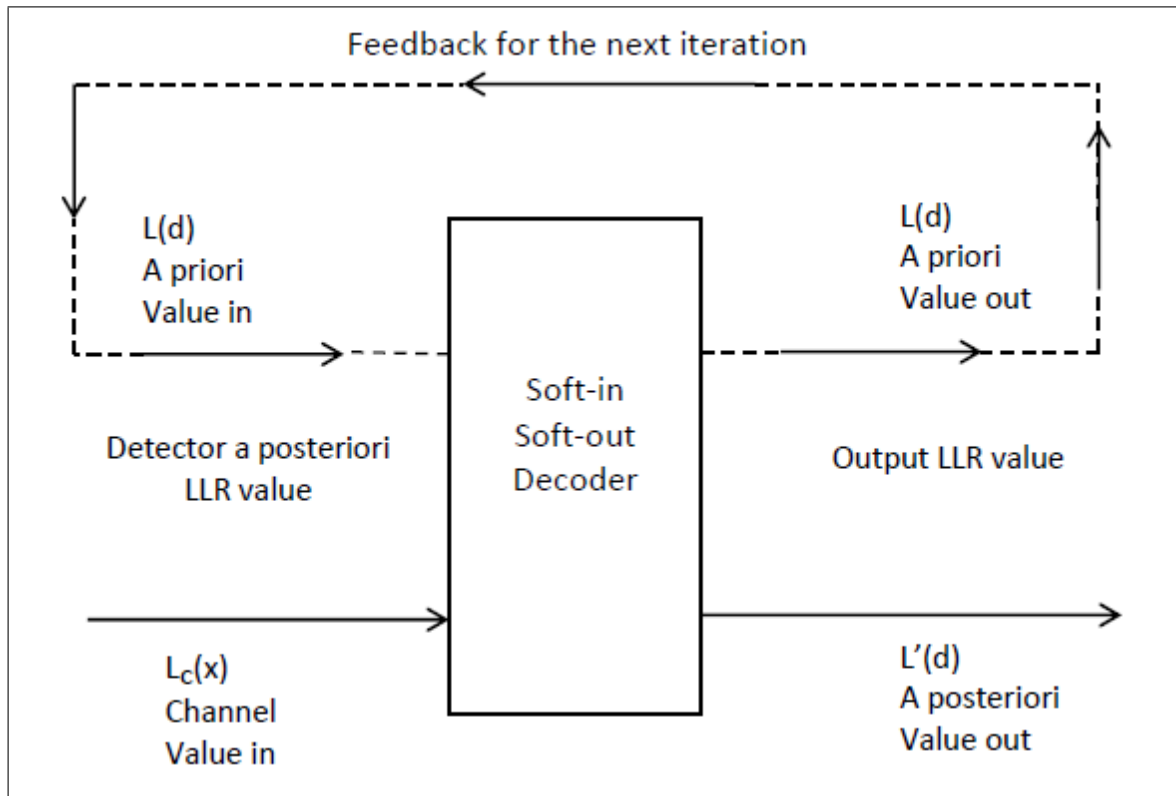 Feedback for the next iteration
L(d)
A priori
Value in
L(d)
A priori
Value out
Soft-in
Soft-out
Decoder
Detector a posteriori
LLR value
Output LLR value
L_c(x)
Channel
Value in
L’(d)
A posteriori
Value out